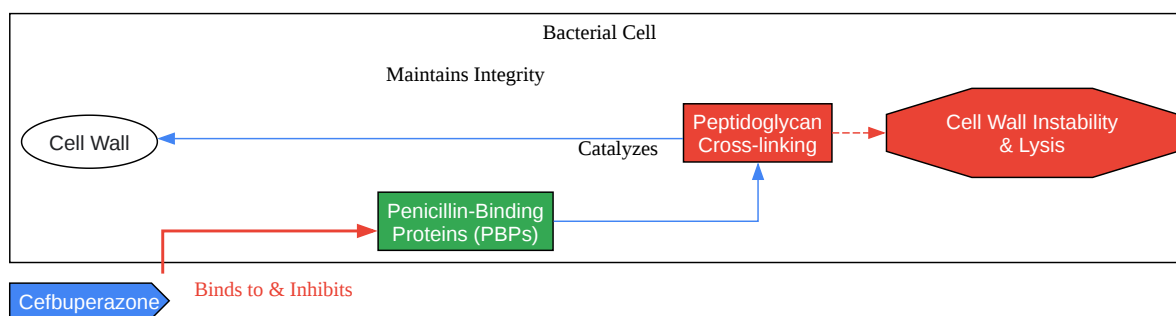 Bacterial Cell
Maintains Integrity
Cell Wall
Catalyzes
Peptidoglycan
Cross-linking
Cell Wall Instability
& Lysis
Penicillin-Binding
Proteins (PBPs)
Binds to & Inhibits
Cefbuperazone